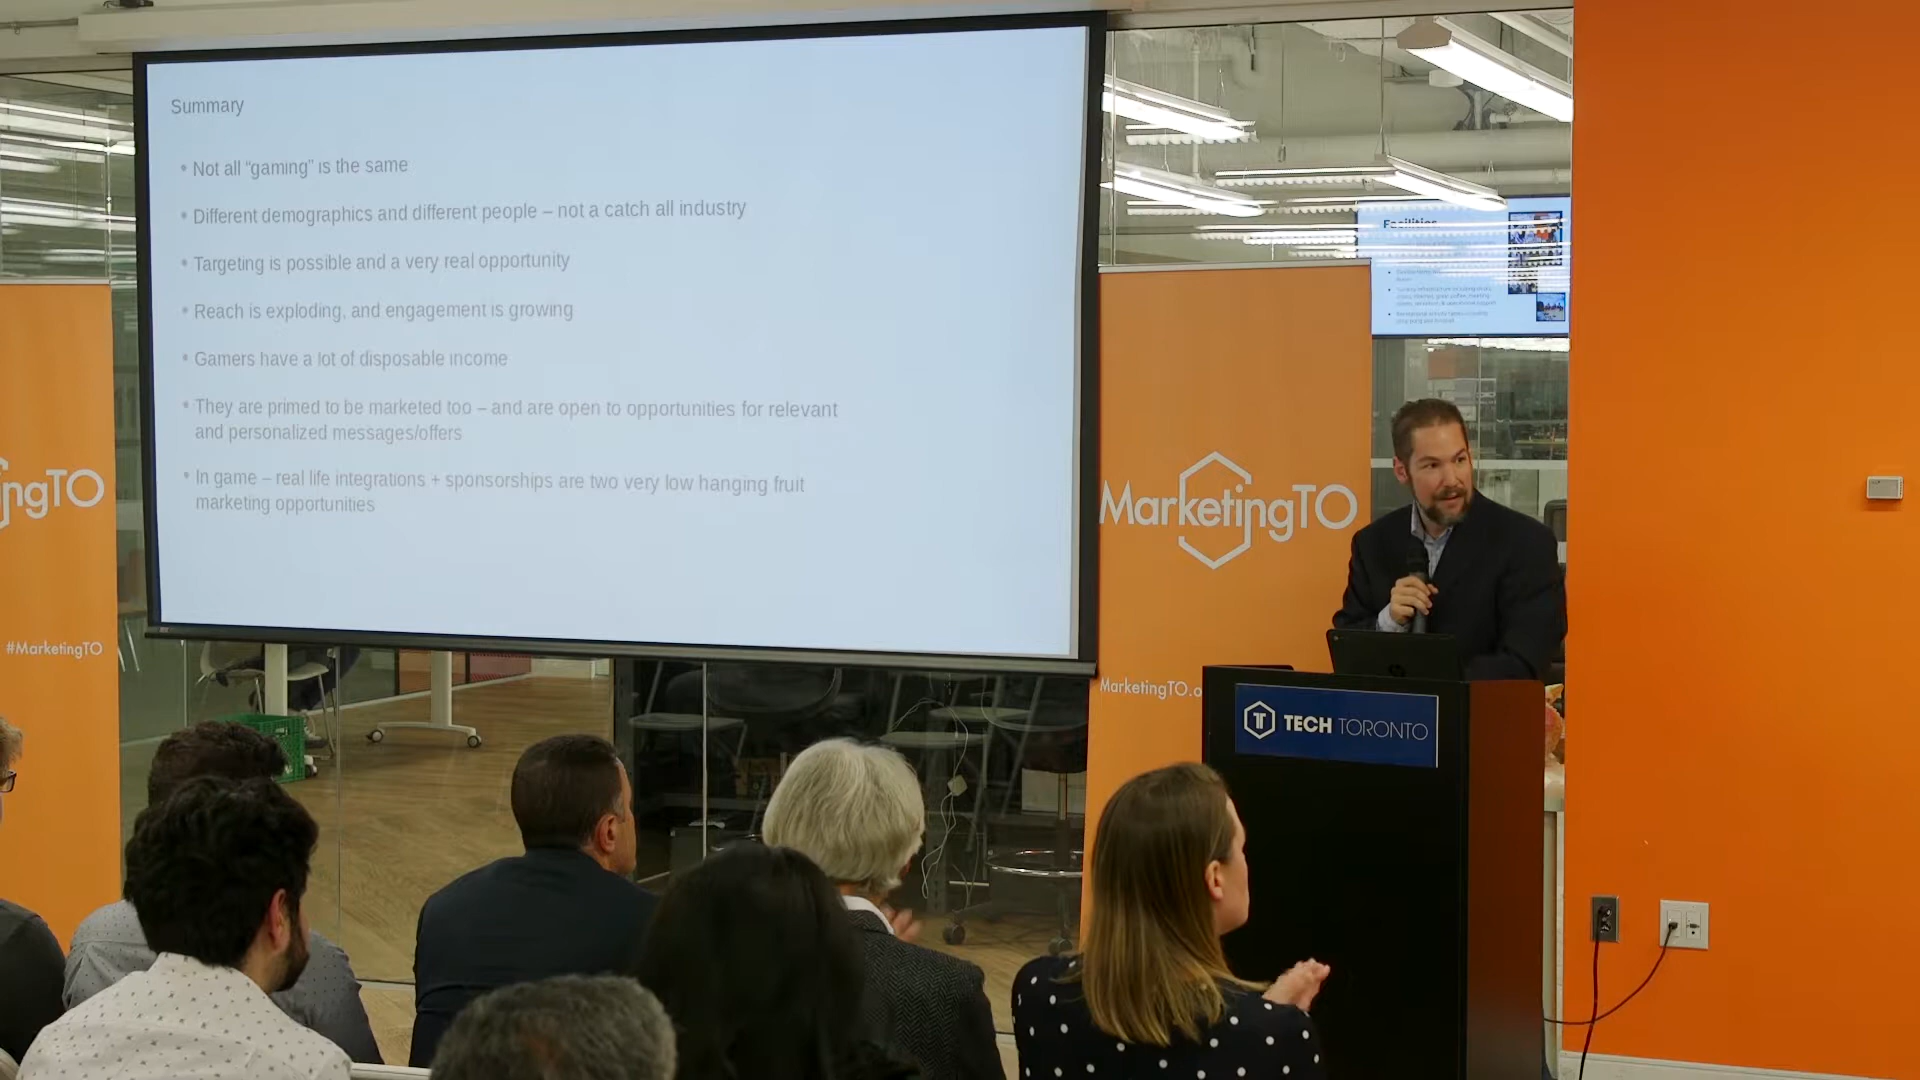 Summary
• Not all “gaming” is the same
• Different demographics and different people – not a catch all industry
• Targeting is possible and a very real opportunity
• Reach is exploding, and engagement is growing
• Gamers have a lot of disposable income
• They are primed to be marketed too – and are open to opportunities for relevant
and personalized messages/offers
• In game – real life integrations + sponsorships are two very low hanging fruit
marketing opportunities
Facilities
MarketingTO
MarketingTO.o
TECH TORONTO
ingTO
#MarketingTO